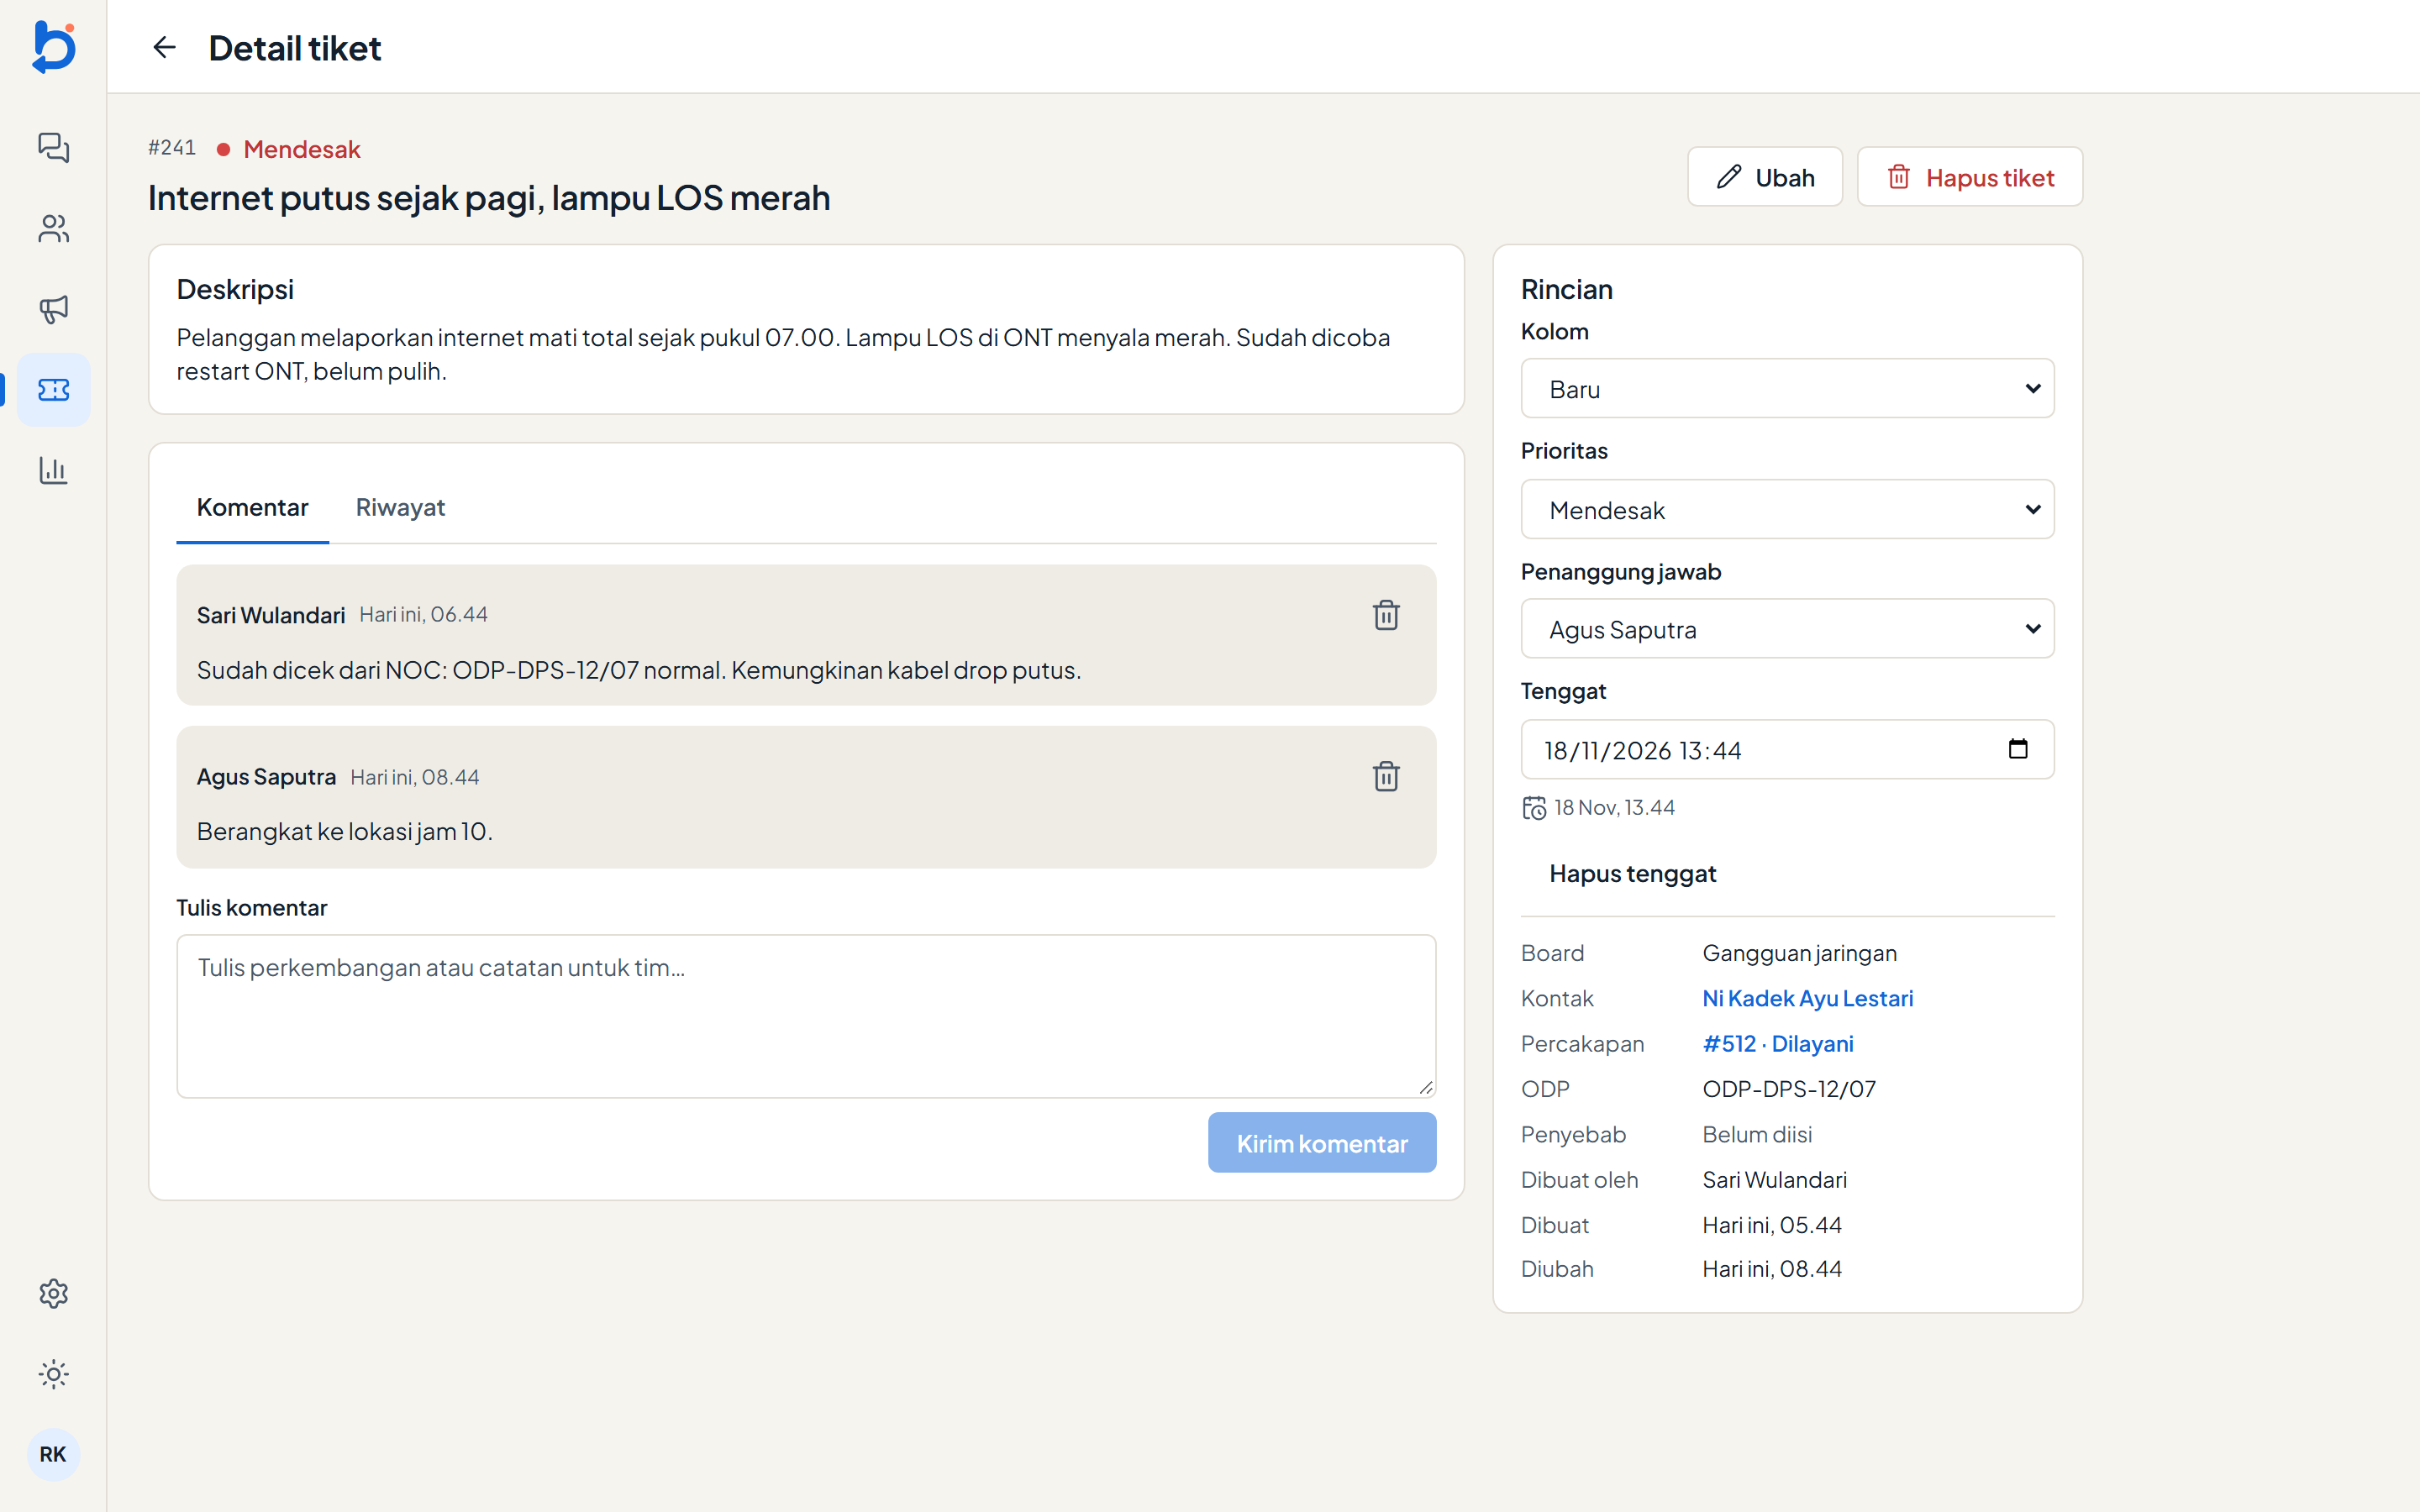 Detail tiket
#241 Mendesak
Internet putus sejak pagi, lampu LOS merah
Ubah
Hapus tiket
Deskripsi
Pelanggan melaporkan internet mati total sejak pukul 07.00. Lampu LOS di ONT menyala merah. Sudah dicoba
restart ONT, belum pulih.
Komentar Riwayat
Sari Wulandari Hari ini, 06.44
Sudah dicek dari NOC: ODP-DPS-12/07 normal. Kemungkinan kabel drop putus.
Agus Saputra Hari ini, 08.44
Berangkat ke lokasi jam 10.
Tulis komentar
Tulis perkembangan atau catatan untuk tim...
Kirim komentar
Rincian
Kolom
Baru
Prioritas
Mendesak
Penanggung jawab
Agus Saputra
Tenggat
18/11/2026 13:44
18 Nov, 13.44
Hapus tenggat
Board Gangguan jaringan
Kontak Ni Kadek Ayu Lestari
Percakapan #512 · Dilayani
ODP ODP-DPS-12/07
Penyebab Belum diisi
Dibuat oleh Sari Wulandari
Dibuat Hari ini, 05.44
Diubah Hari ini, 08.44
RK